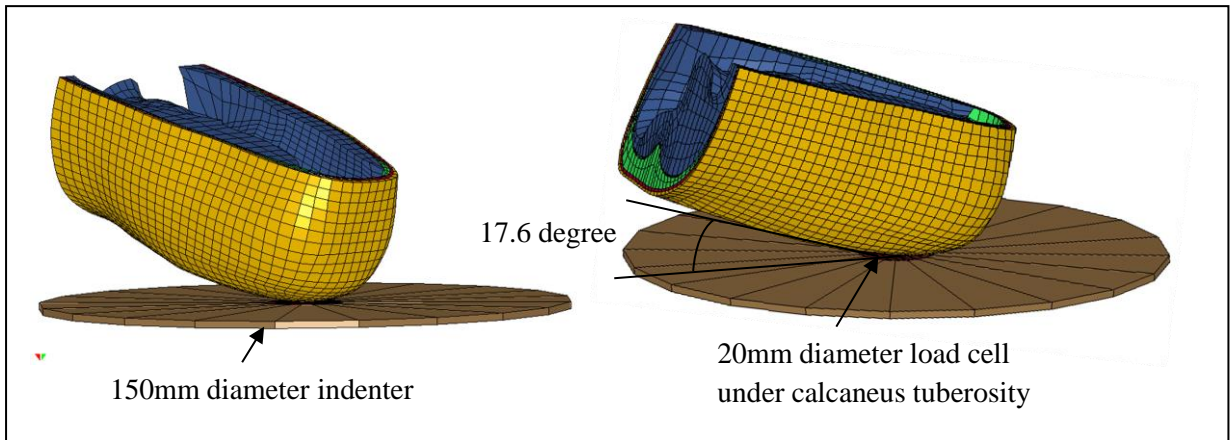 17.6 degree
150mm diameter indenter
20mm diameter load cell
under calcaneus tuberosity